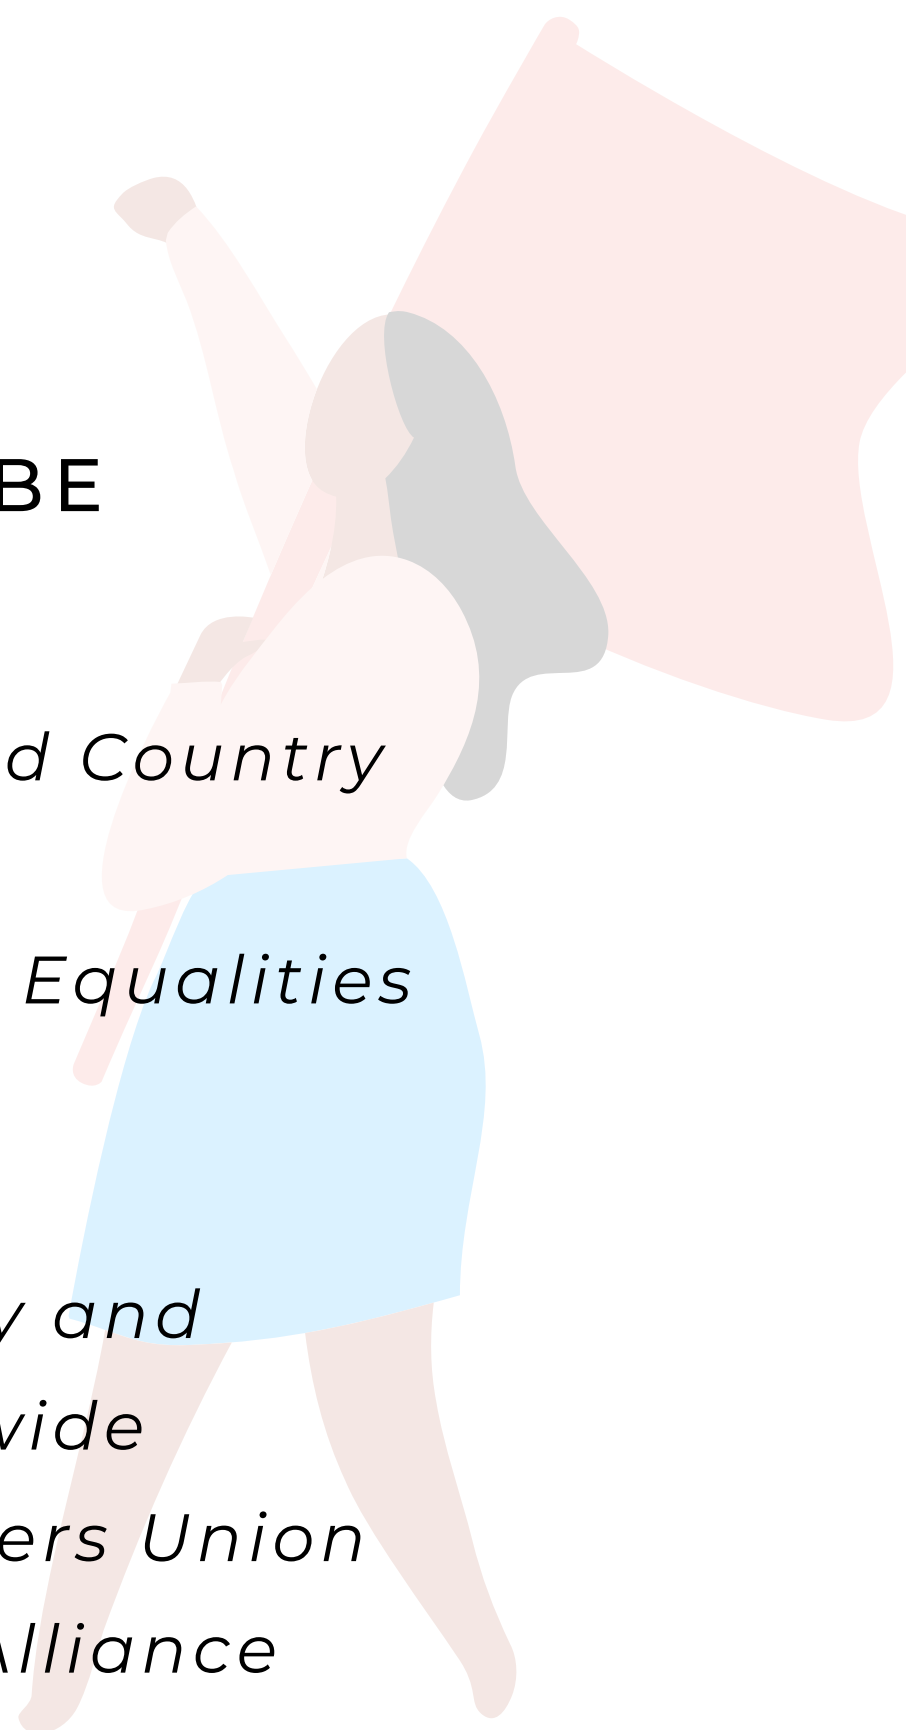 BE
d Country
Equalities
y and
vide
ers Union
Alliance